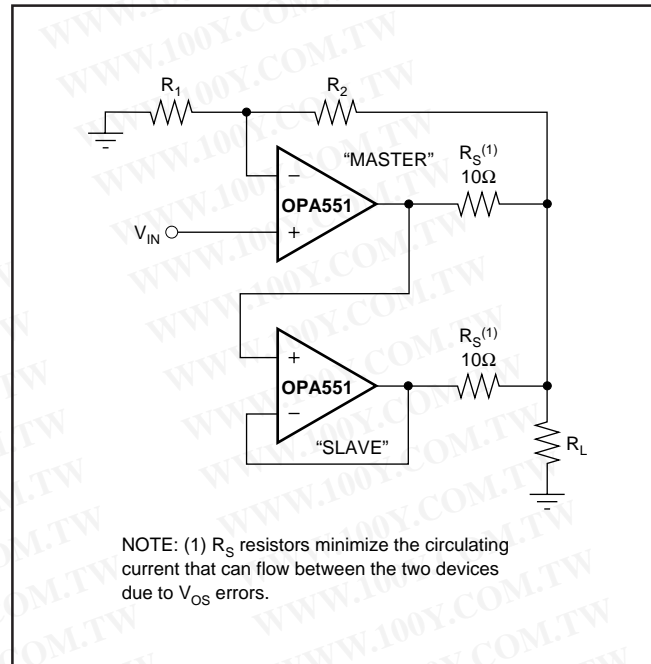 WWW.100Y.COM.TW
R1
R2
"MASTER"
RS(1)
10Ω
−
OPA551
+
VIN
RS(1)
10Ω
+
OPA551
−
"SLAVE"
RL
NOTE: (1) RS resistors minimize the circulating
current that can flow between the two devices
due to VOS errors.